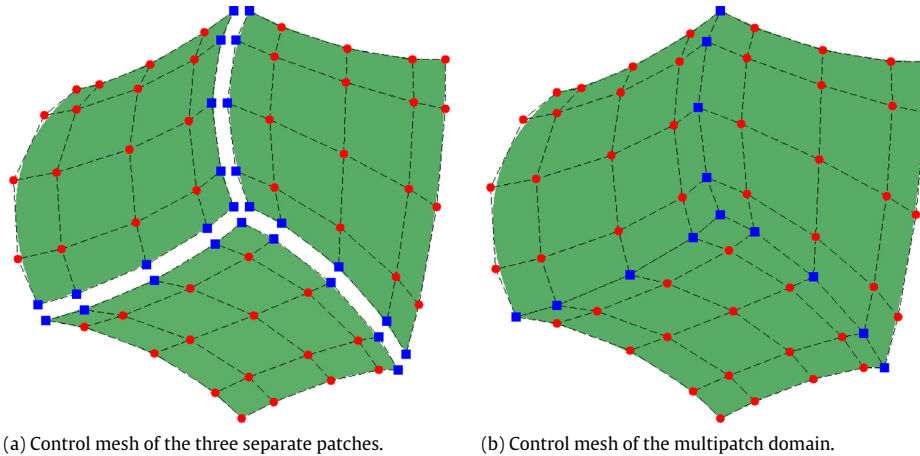 (a) Control mesh of the three separate patches.
(b) Control mesh of the multipatch domain.